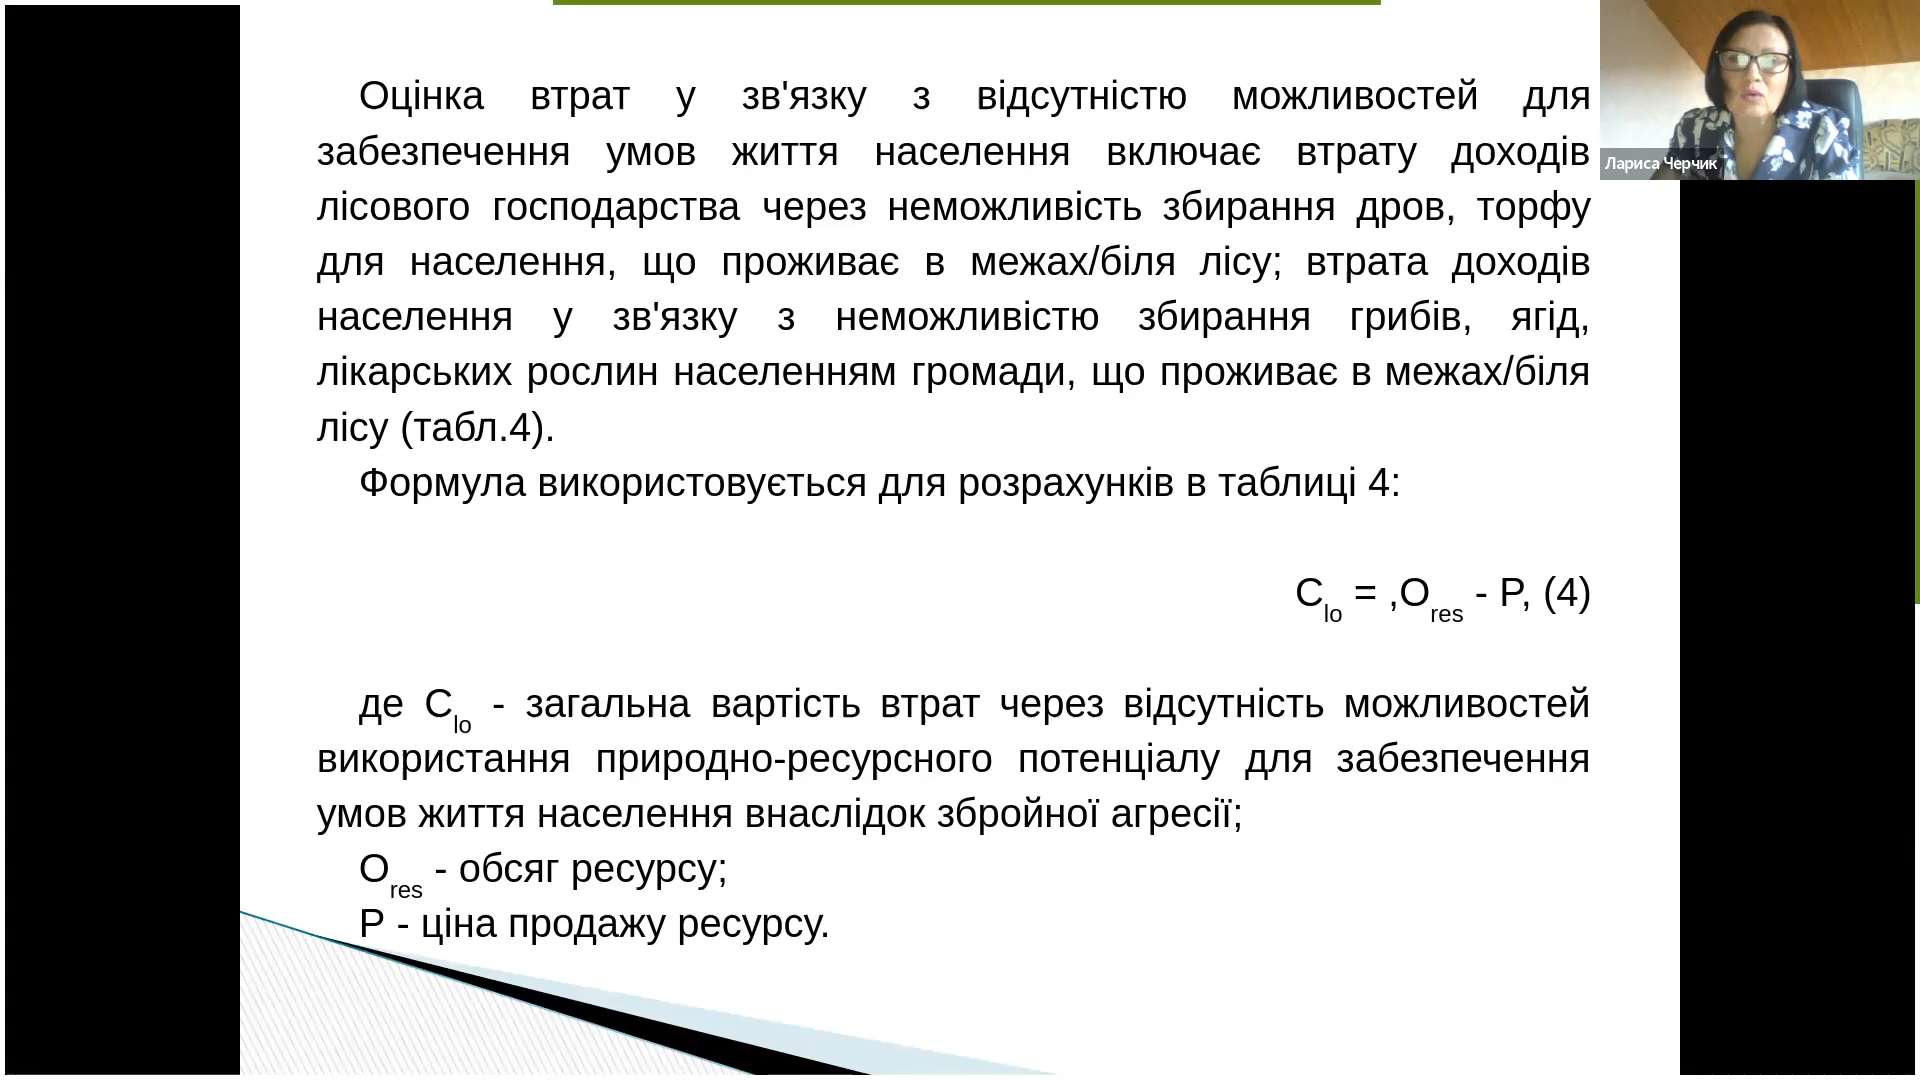 Оцінка втрат у зв'язку з відсутністю можливостей для
забезпечення умов життя населення включає втрату доходів
лісового господарства через неможливість збирання дров, торфу
для населення, що проживає в межах/біля лісу; втрата доходів
населення у зв'язку з неможливістю збирання грибів, ягід,
лікарських рослин населенням громади, що проживає в межах/біля
лісу (табл.4).
Формула використовується для розрахунків в таблиці 4:
C_lo = ,O_res - P, (4)
де C_lo - загальна вартість втрат через відсутність можливостей
використання природно-ресурсного потенціалу для забезпечення
умов життя населення внаслідок збройної агресії;
O_res - обсяг ресурсу;
P - ціна продажу ресурсу.
Лариса Черчик